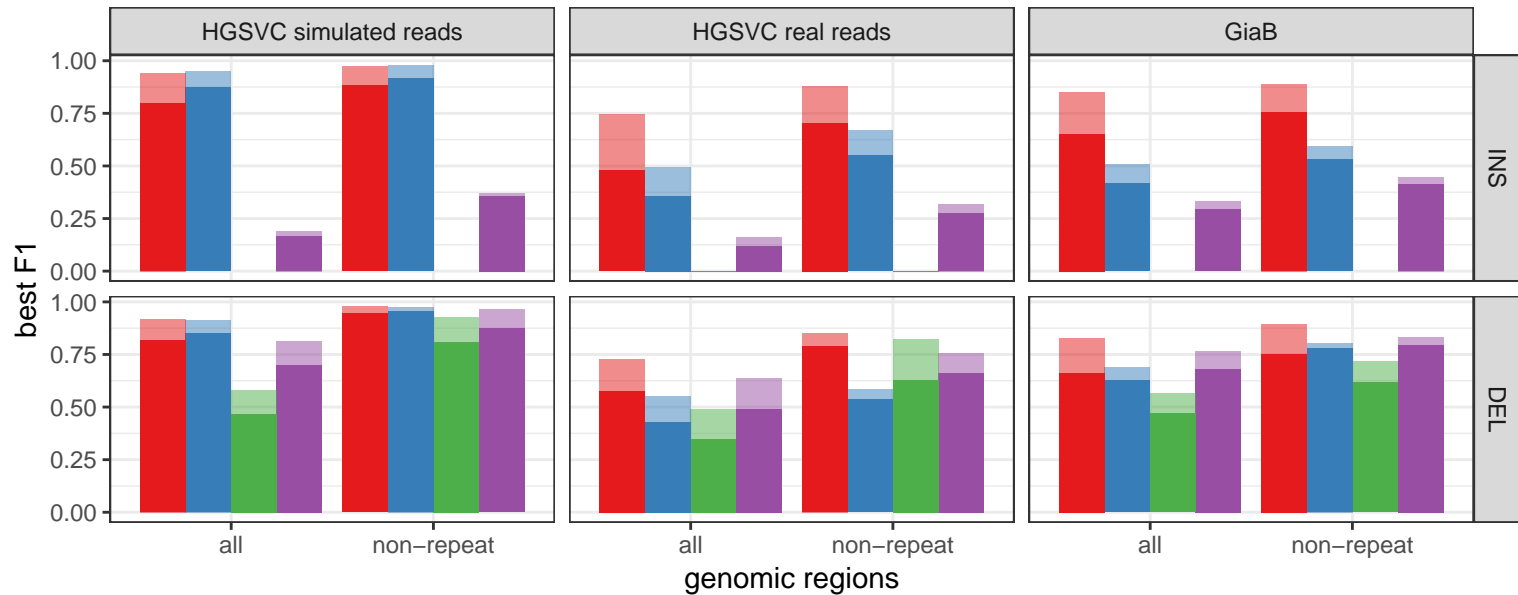 HGSVC simulated reads
HGSVC real reads
GiaB
best F1
1.00
0.75
0.50
0.25
0.00
INS
1.00
0.75
0.50
0.25
0.00
DEL
all
non−repeat
all
non−repeat
all
non−repeat
genomic regions